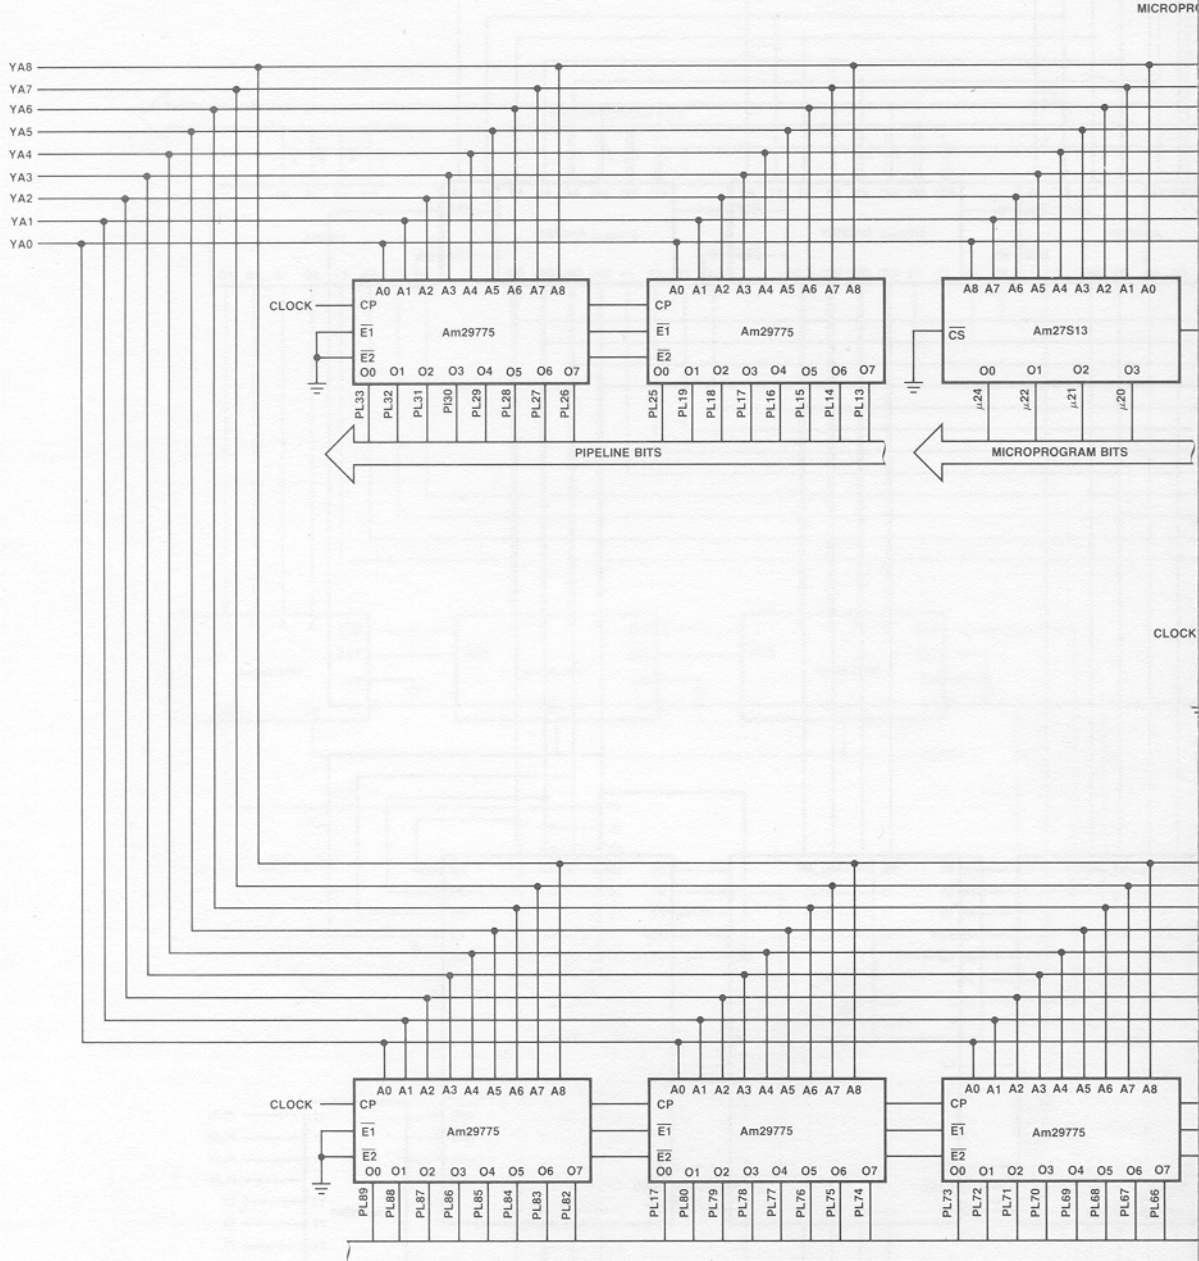 MICROPR
YA8
YA7
YA6
YA5
YA4
YA3
YA2
YA1
YA0
A0 A1 A2 A3 A4 A5 A6 A7 A8
CLOCK CP
E1
E2
Am29775
O0 O1 O2 O3 O4 O5 O6 O7
PL33 PL32 PL31 Pl30 PL29 PL28 PL27 PL26
A0 A1 A2 A3 A4 A5 A6 A7 A8
CP
E1
E2
Am29775
O0 O1 O2 O3 O4 O5 O6 O7
PL25 PL19 PL18 PL17 PL16 PL15 PL14 PL13
PIPELINE BITS
A8 A7 A6 A5 A4 A3 A2 A1 A0
CS
Am27S13
O0 O1 O2 O3
μ24 μ22 μ21 μ20
MICROPROGRAM BITS
CLOCK
A0 A1 A2 A3 A4 A5 A6 A7 A8
CLOCK CP
E1
E2
Am29775
O0 O1 O2 O3 O4 O5 O6 O7
PL89 PL88 PL87 PL86 PL85 PL84 PL83 PL82
A0 A1 A2 A3 A4 A5 A6 A7 A8
CP
E1
E2
Am29775
O0 O1 O2 O3 O4 O5 O6 O7
PL17 PL80 PL79 PL78 PL77 PL76 PL75 PL74
A0 A1 A2 A3 A4 A5 A6 A7 A8
CP
E1
E2
Am29775
O0 O1 O2 O3 O4 O5 O6 O7
PL73 PL72 PL71 PL70 PL69 PL68 PL67 PL66